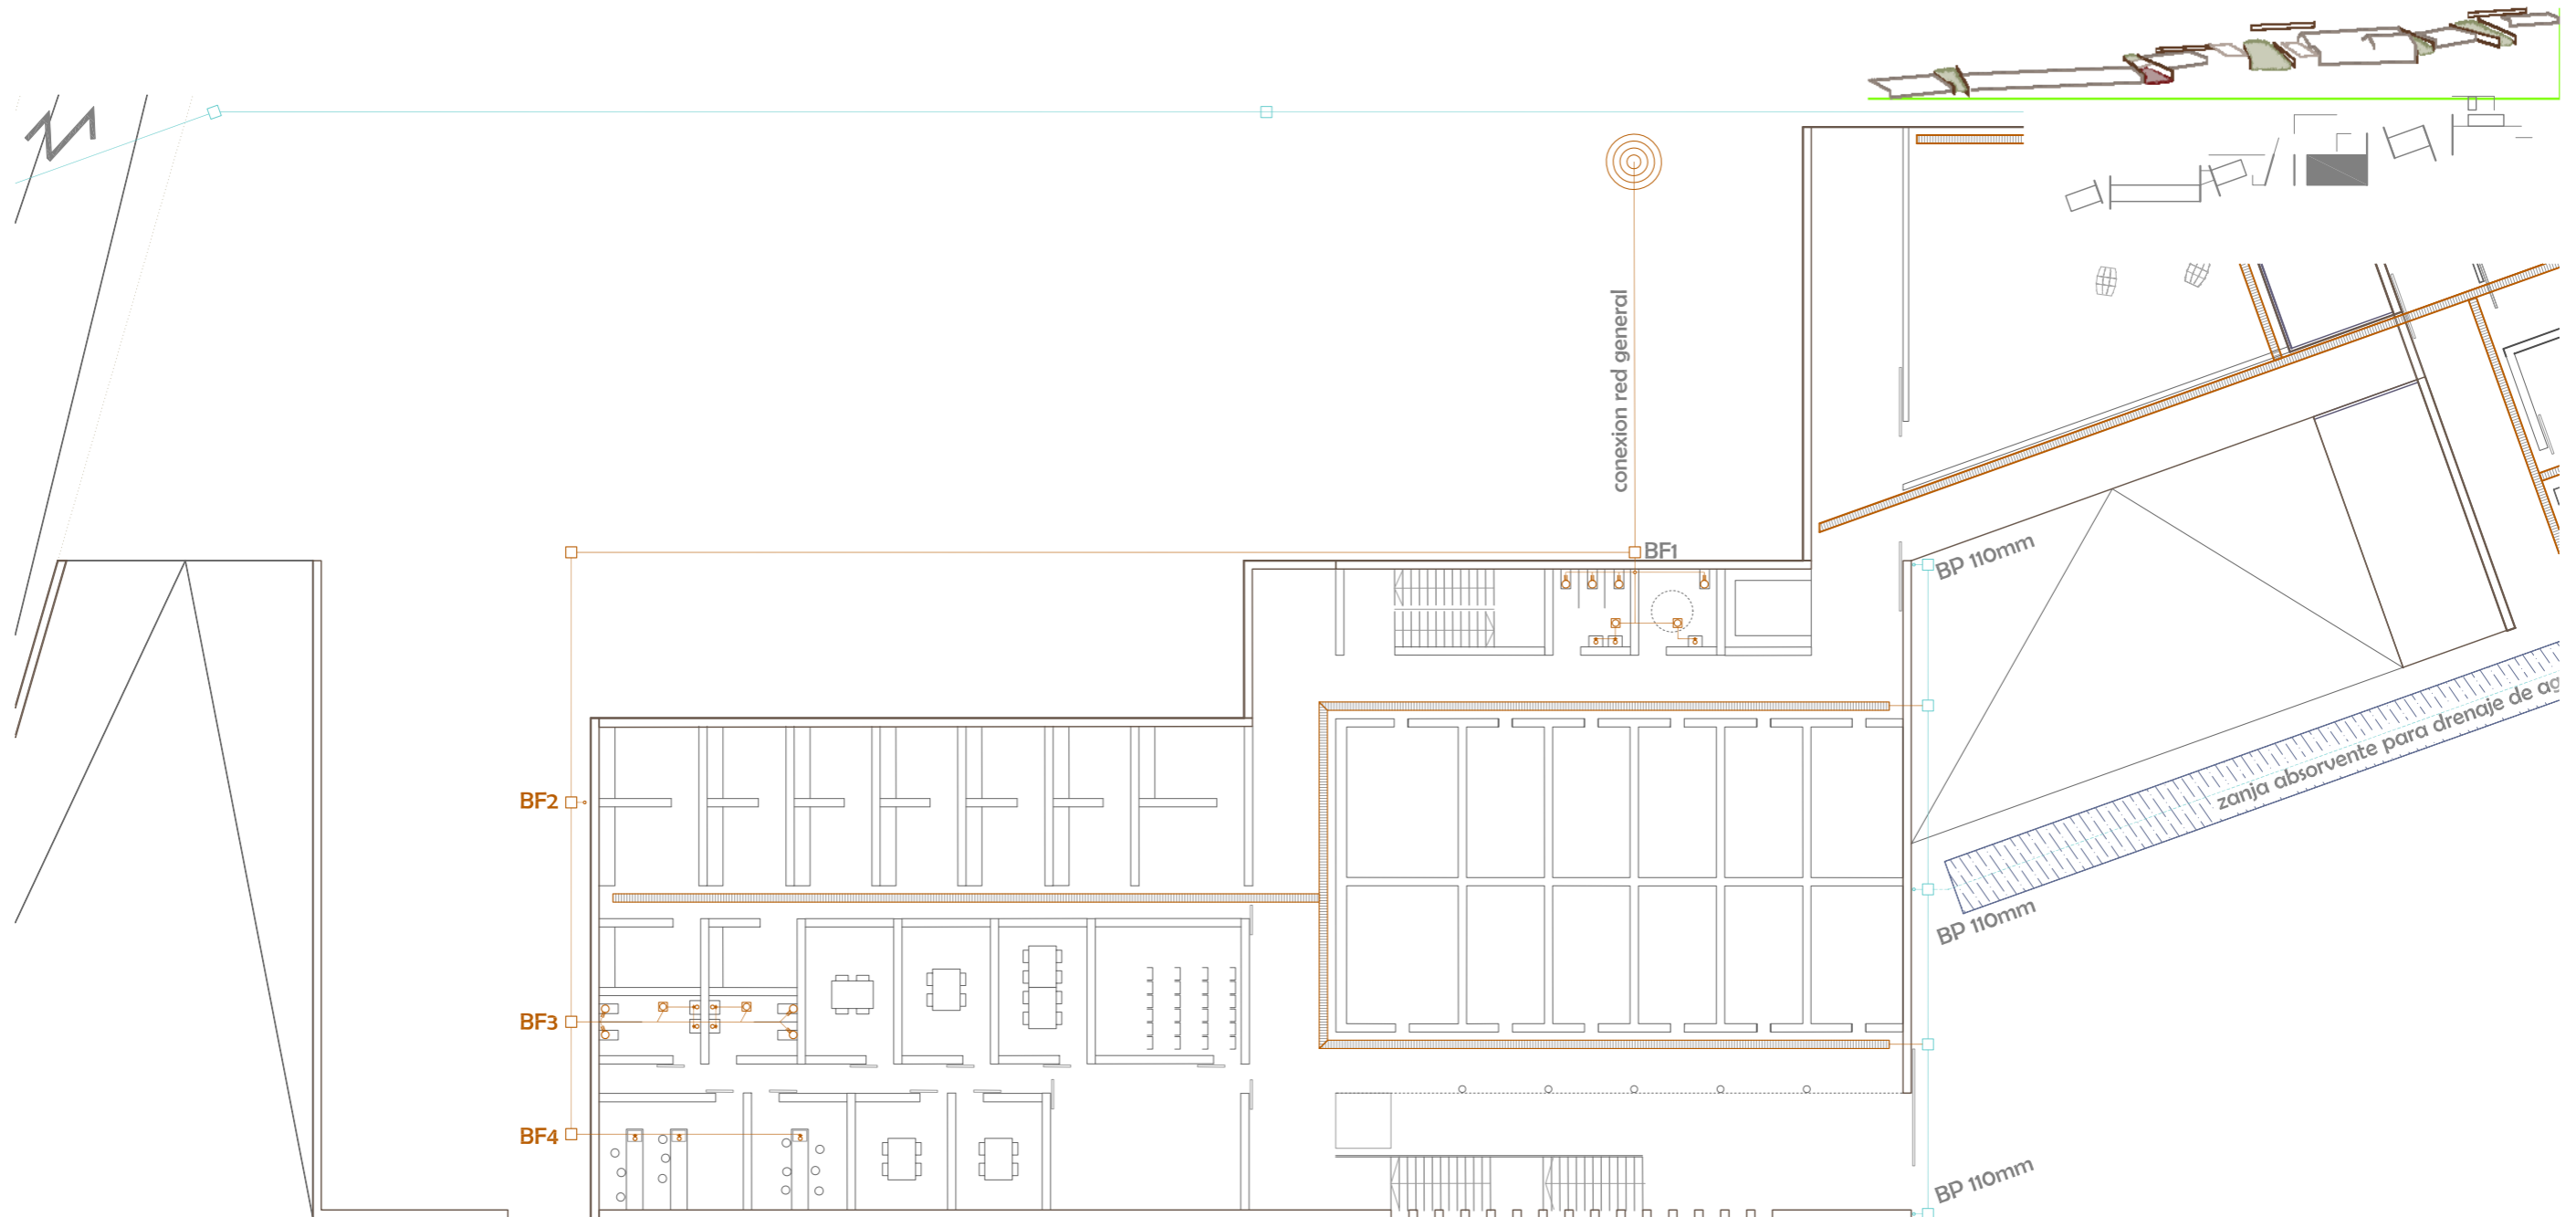 conexion red general
BF1
BP 110mm
BF2
zanja absorvente para drenaje de ag
BP 110mm
BF3
BF4
BP 110mm